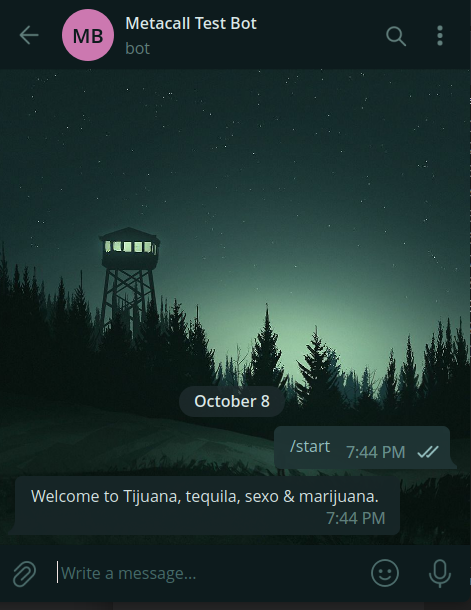 MB
Metacall Test Bot
bot
October 8
/start 7:44 PM
Welcome to Tijuana, tequila, sexo & marijuana.
7:44 PM
Write a message...